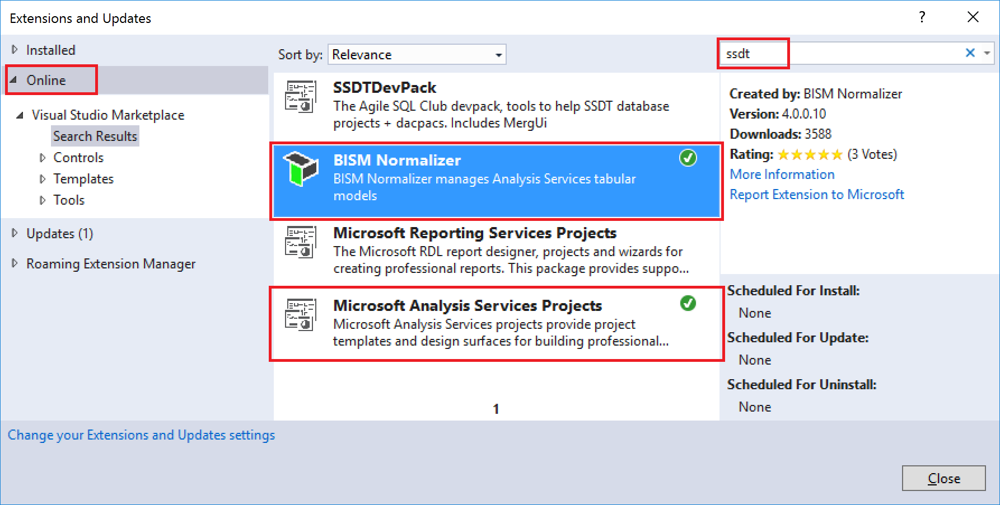 Extensions and Updates
?
Installed
Online
Visual Studio Marketplace
Search Results
Controls
Templates
Tools
Updates (1)
Roaming Extension Manager
Sort by: Relevance
ssdt
SSDTDevPack
The Agile SQL Club devpack, tools to help SSDT database
projects + dacpacs. Includes MergUi
BISM Normalizer
BISM Normalizer manages Analysis Services tabular
models
Microsoft Reporting Services Projects
The Microsoft RDL report designer, projects and wizards for
creating professional reports. This package provides suppo...
Microsoft Analysis Services Projects
Microsoft Analysis Services projects provide project
templates and design surfaces for building professional...
1
Created by: BISM Normalizer
Version: 4.0.0.10
Downloads: 3588
Rating: ★★★★★ (3 Votes)
More Information
Report Extension to Microsoft
Scheduled For Install:
None
Scheduled For Update:
None
Scheduled For Uninstall:
None
Change your Extensions and Updates settings
Close